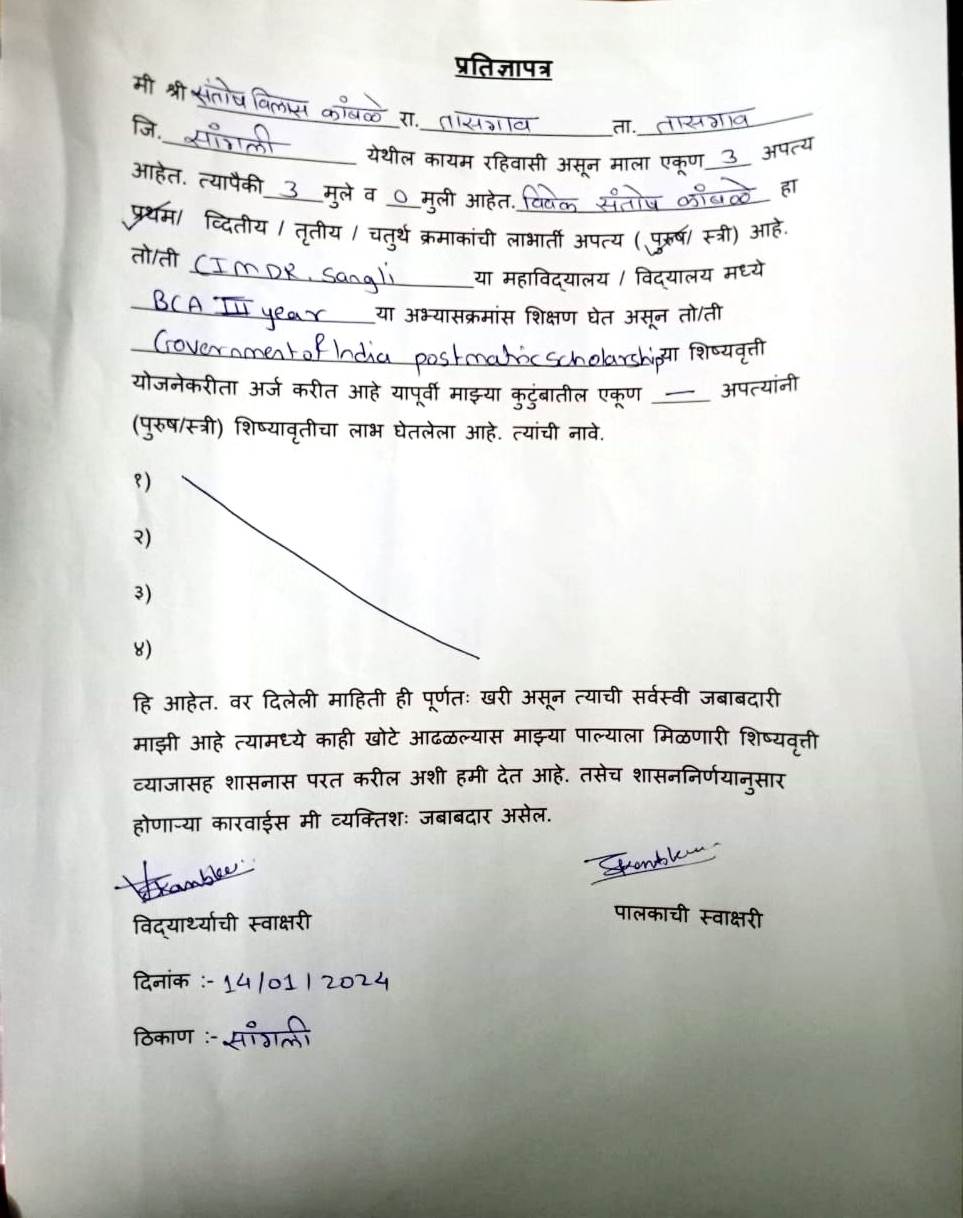 प्रतिज्ञापत्र
मी श्री संतोष विलास कांबळे रा. तासगाव ता. तासगाव
जि. सांगली येथील कायम रहिवासी असून माला एकूण 3 अपत्य
आहेत. त्यापैकी 3 मुले व 0 मुली आहेत. विवेक संतोष कांबळे हा
प्रथम/ व्दितीय / तृतीय / चतुर्थ क्रमाकांची लाभार्ती अपत्य ( पुरुष/ स्त्री) आहे.
तो/ती CIMDR, Sangli या महाविद्यालय / विद्यालय मध्ये
BCA III year या अभ्यासक्रमांस शिक्षण घेत असून तो/ती
Government of India postmatric scholarship या शिष्यवृत्ती
योजनेकरीता अर्ज करीत आहे यापूर्वी माझ्या कुटुंबातील एकूण — अपत्यांनी
(पुरुष/स्त्री) शिष्यावृतीचा लाभ घेतलेला आहे. त्यांची नावे.
१)
२)
३)
४)
हि आहेत. वर दिलेली माहिती ही पूर्णतः खरी असून त्याची सर्वस्वी जबाबदारी
माझी आहे त्यामध्ये काही खोटे आढळल्यास माझ्या पाल्याला मिळणारी शिष्यवृत्ती
व्याजासह शासनास परत करील अशी हमी देत आहे. तसेच शासननिर्णयानुसार
होणाऱ्या कारवाईस मी व्यक्तिशः जबाबदार असेल.
Kamblee
विद्यार्थ्याची स्वाक्षरी पालकाची स्वाक्षरी
दिनांक :- 14/01/2024
ठिकाण :- सांगली